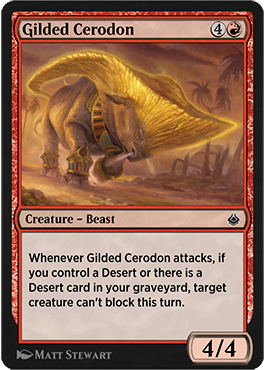 Gilded Cerodon 4
Creature – Beast
Whenever Gilded Cerodon attacks, if
you control a Desert or there is a
Desert card in your graveyard, target
creature can't block this turn.
Matt Stewart
4/4